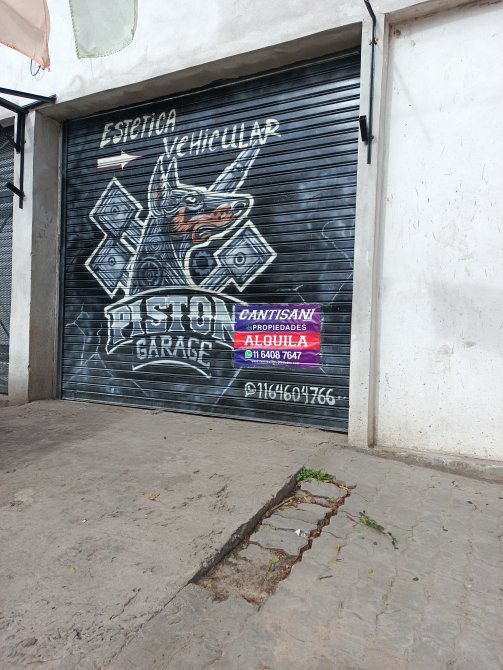 ESTETICA
VEHICULAR
PISTON
GARAGE
CANTISANI
PROPIEDADES
ALQUILA
11 6408 7647
1164604766